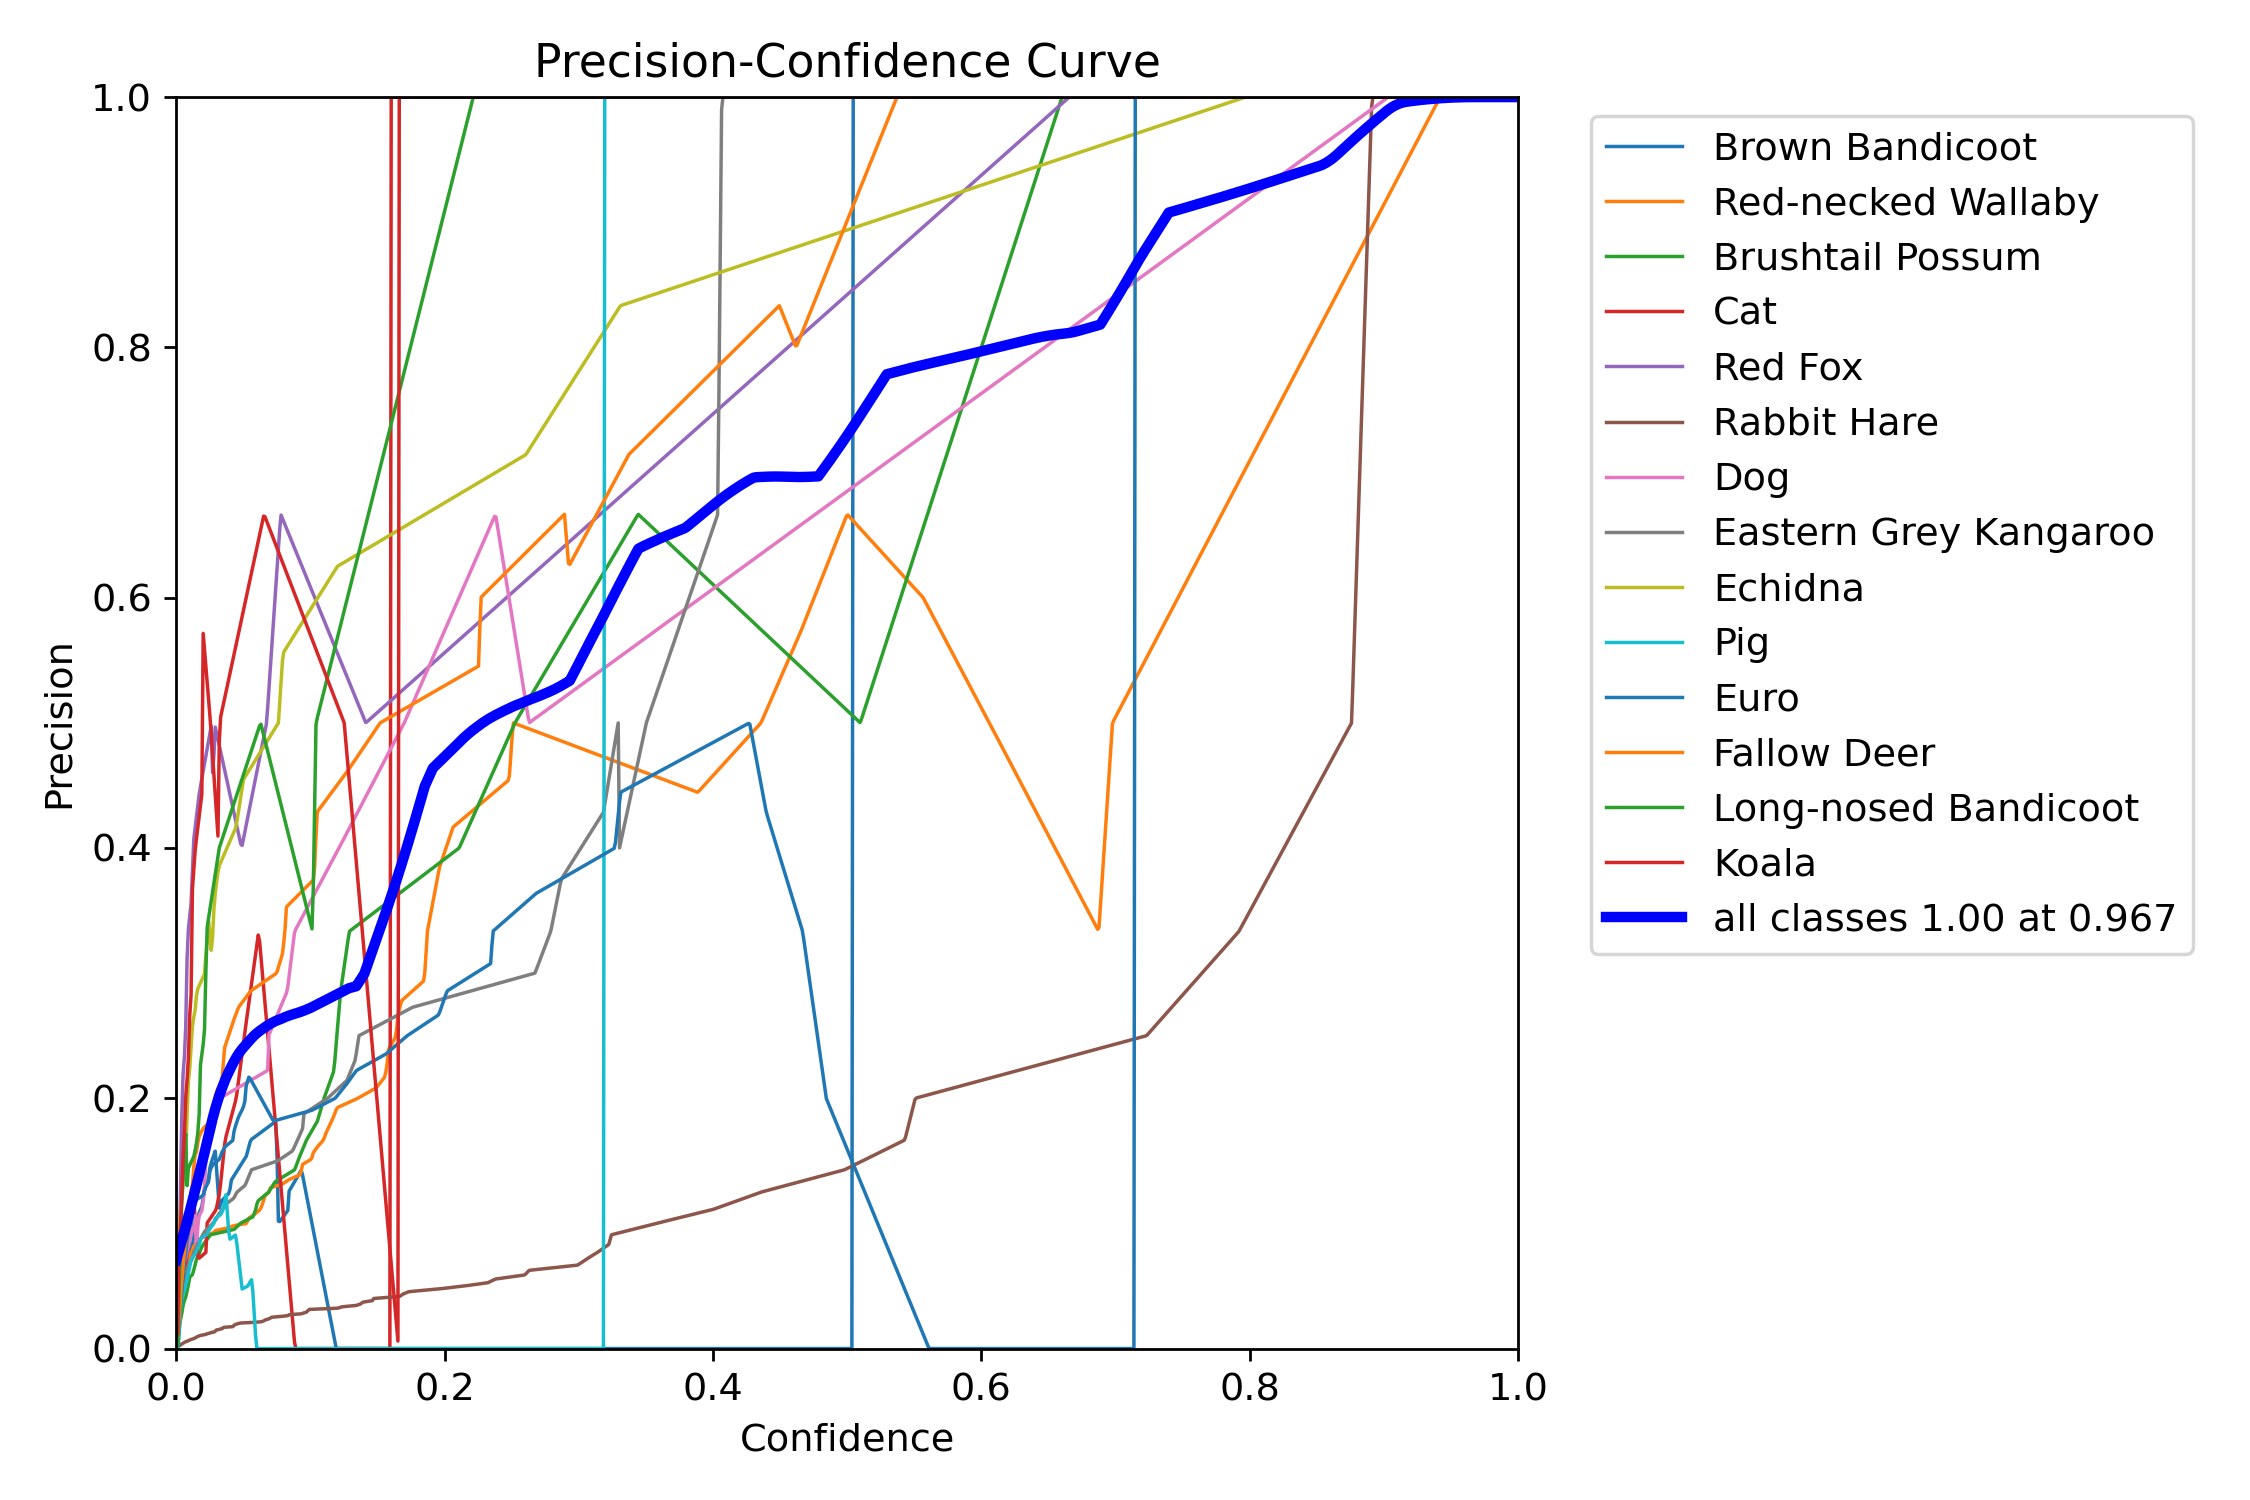 Precision-Confidence Curve
1.0
0.8
0.6
0.4
0.2
0.0
Precision
0.0 0.2 0.4 0.6 0.8 1.0
Confidence
Brown Bandicoot
Red-necked Wallaby
Brushtail Possum
Cat
Red Fox
Rabbit Hare
Dog
Eastern Grey Kangaroo
Echidna
Pig
Euro
Fallow Deer
Long-nosed Bandicoot
Koala
all classes 1.00 at 0.967